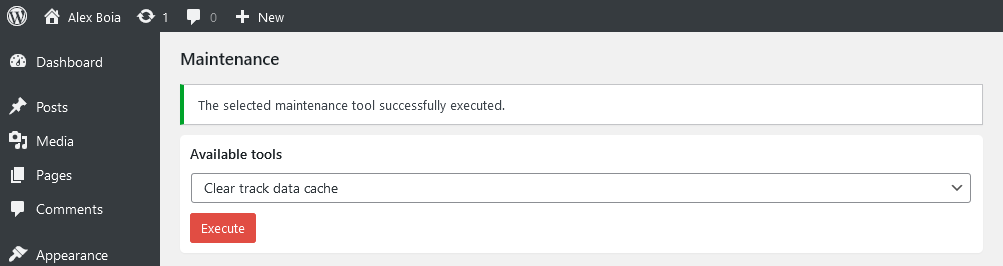 Alex Boia 1 0 New
Dashboard
Maintenance
The selected maintenance tool successfully executed.
Posts
Media
Pages
Comments
Appearance
Available tools
Clear track data cache
Execute